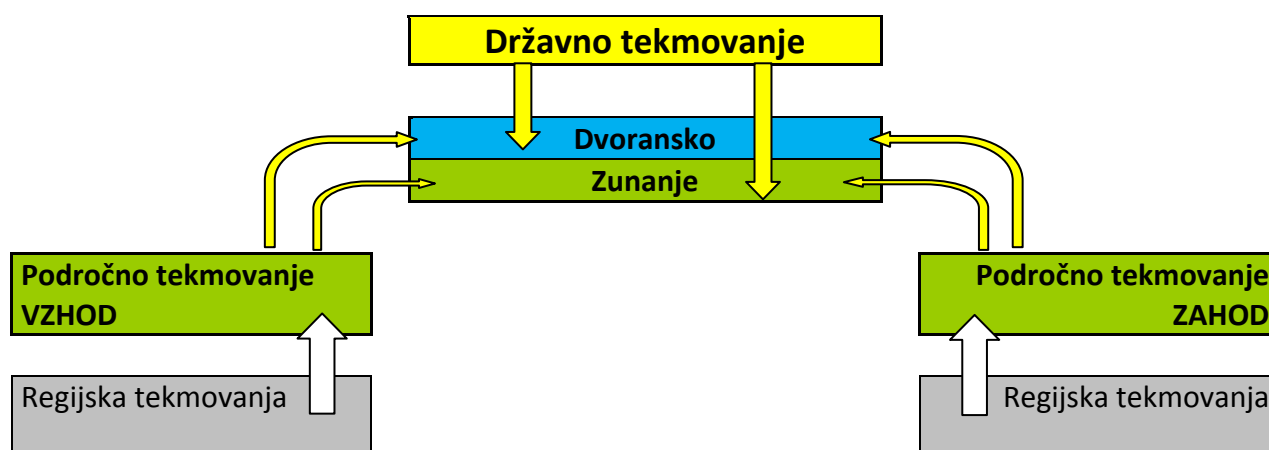 Državno tekmovanje
Dvoransko
Zunanje
Področno tekmovanje
VZHOD
Področno tekmovanje
ZAHOD
Regijska tekmovanja
Regijska tekmovanja